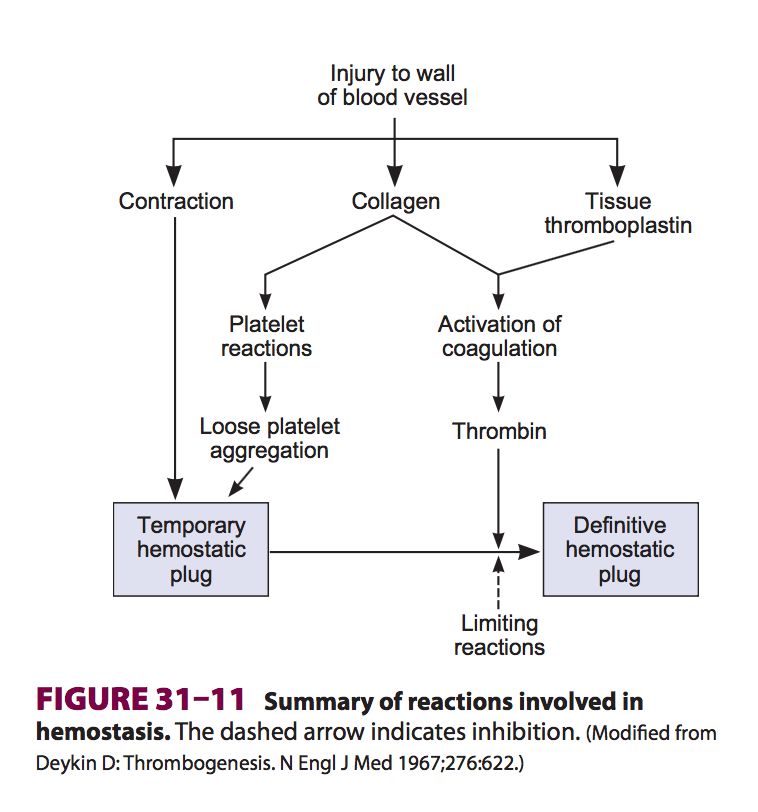 Injury to wall
of blood vessel
Contraction
Collagen
Tissue
thromboplastin
Platelet
reactions
Activation of
coagulation
Loose platelet
aggregation
Thrombin
Temporary
hemostatic
plug
Definitive
hemostatic
plug
Limiting
reactions
FIGURE 31–11 Summary of reactions involved in
hemostasis. The dashed arrow indicates inhibition. (Modified from
Deykin D: Thrombogenesis. N Engl J Med 1967;276:622.)